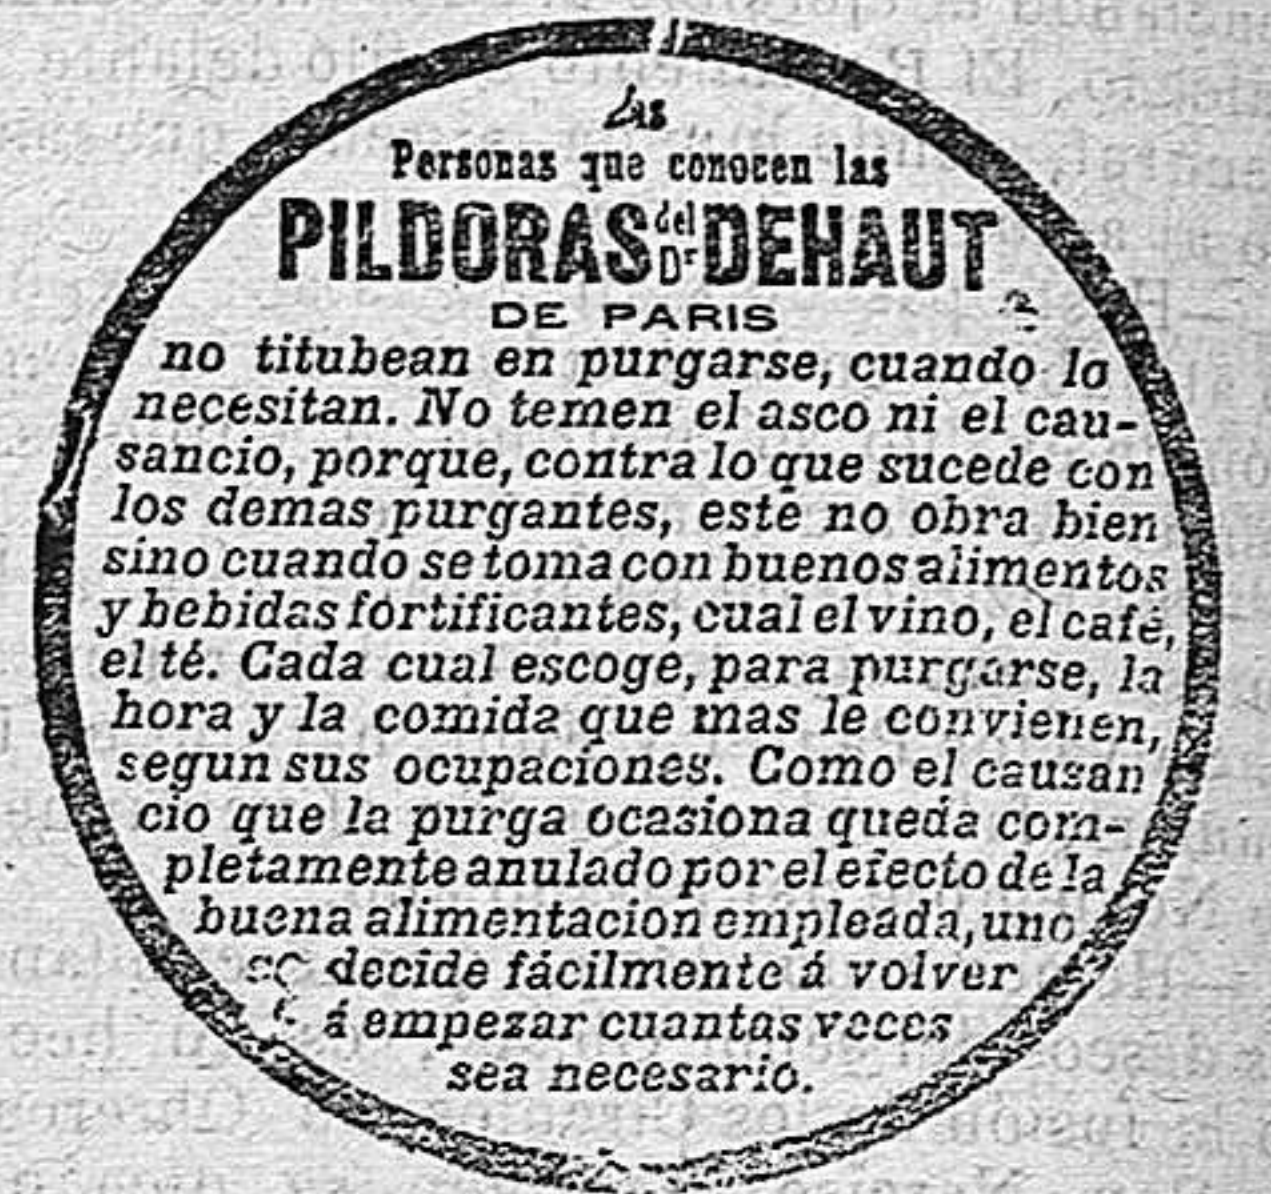 Las
Personas que conocen las
PILDORAS del Dr DEHAUT
DE PARIS
no titubean en purgarse, cuando lo
necesitan. No temen el asco ni el cau-
sancio, porque, contra lo que sucede con
los demas purgantes, este no obra bien
sino cuando se toma con buenos alimentos
y bebidas fortificantes, cual el vino, el café,
el té. Cada cual escoge, para purgarse, la
hora y la comida que mas le convienen,
segun sus ocupaciones. Como el causan
cio que la purga ocasiona queda com-
pletamente anulado por el efecto de la
buena alimentacion empleada, uno
se decide fácilmente á volver
á empezar cuantas veces
sea necesario.